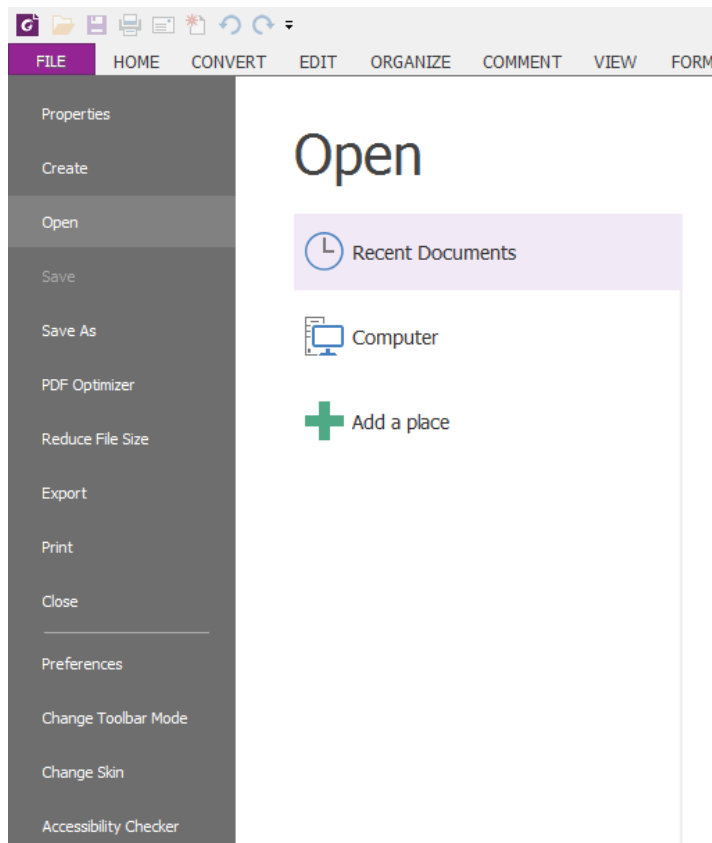 FILE HOME CONVERT EDIT ORGANIZE COMMENT VIEW FORM
Properties
Create
Open
Save
Save As
PDF Optimizer
Reduce File Size
Export
Print
Close
Preferences
Change Toolbar Mode
Change Skin
Accessibility Checker
Open
Recent Documents
Computer
Add a place